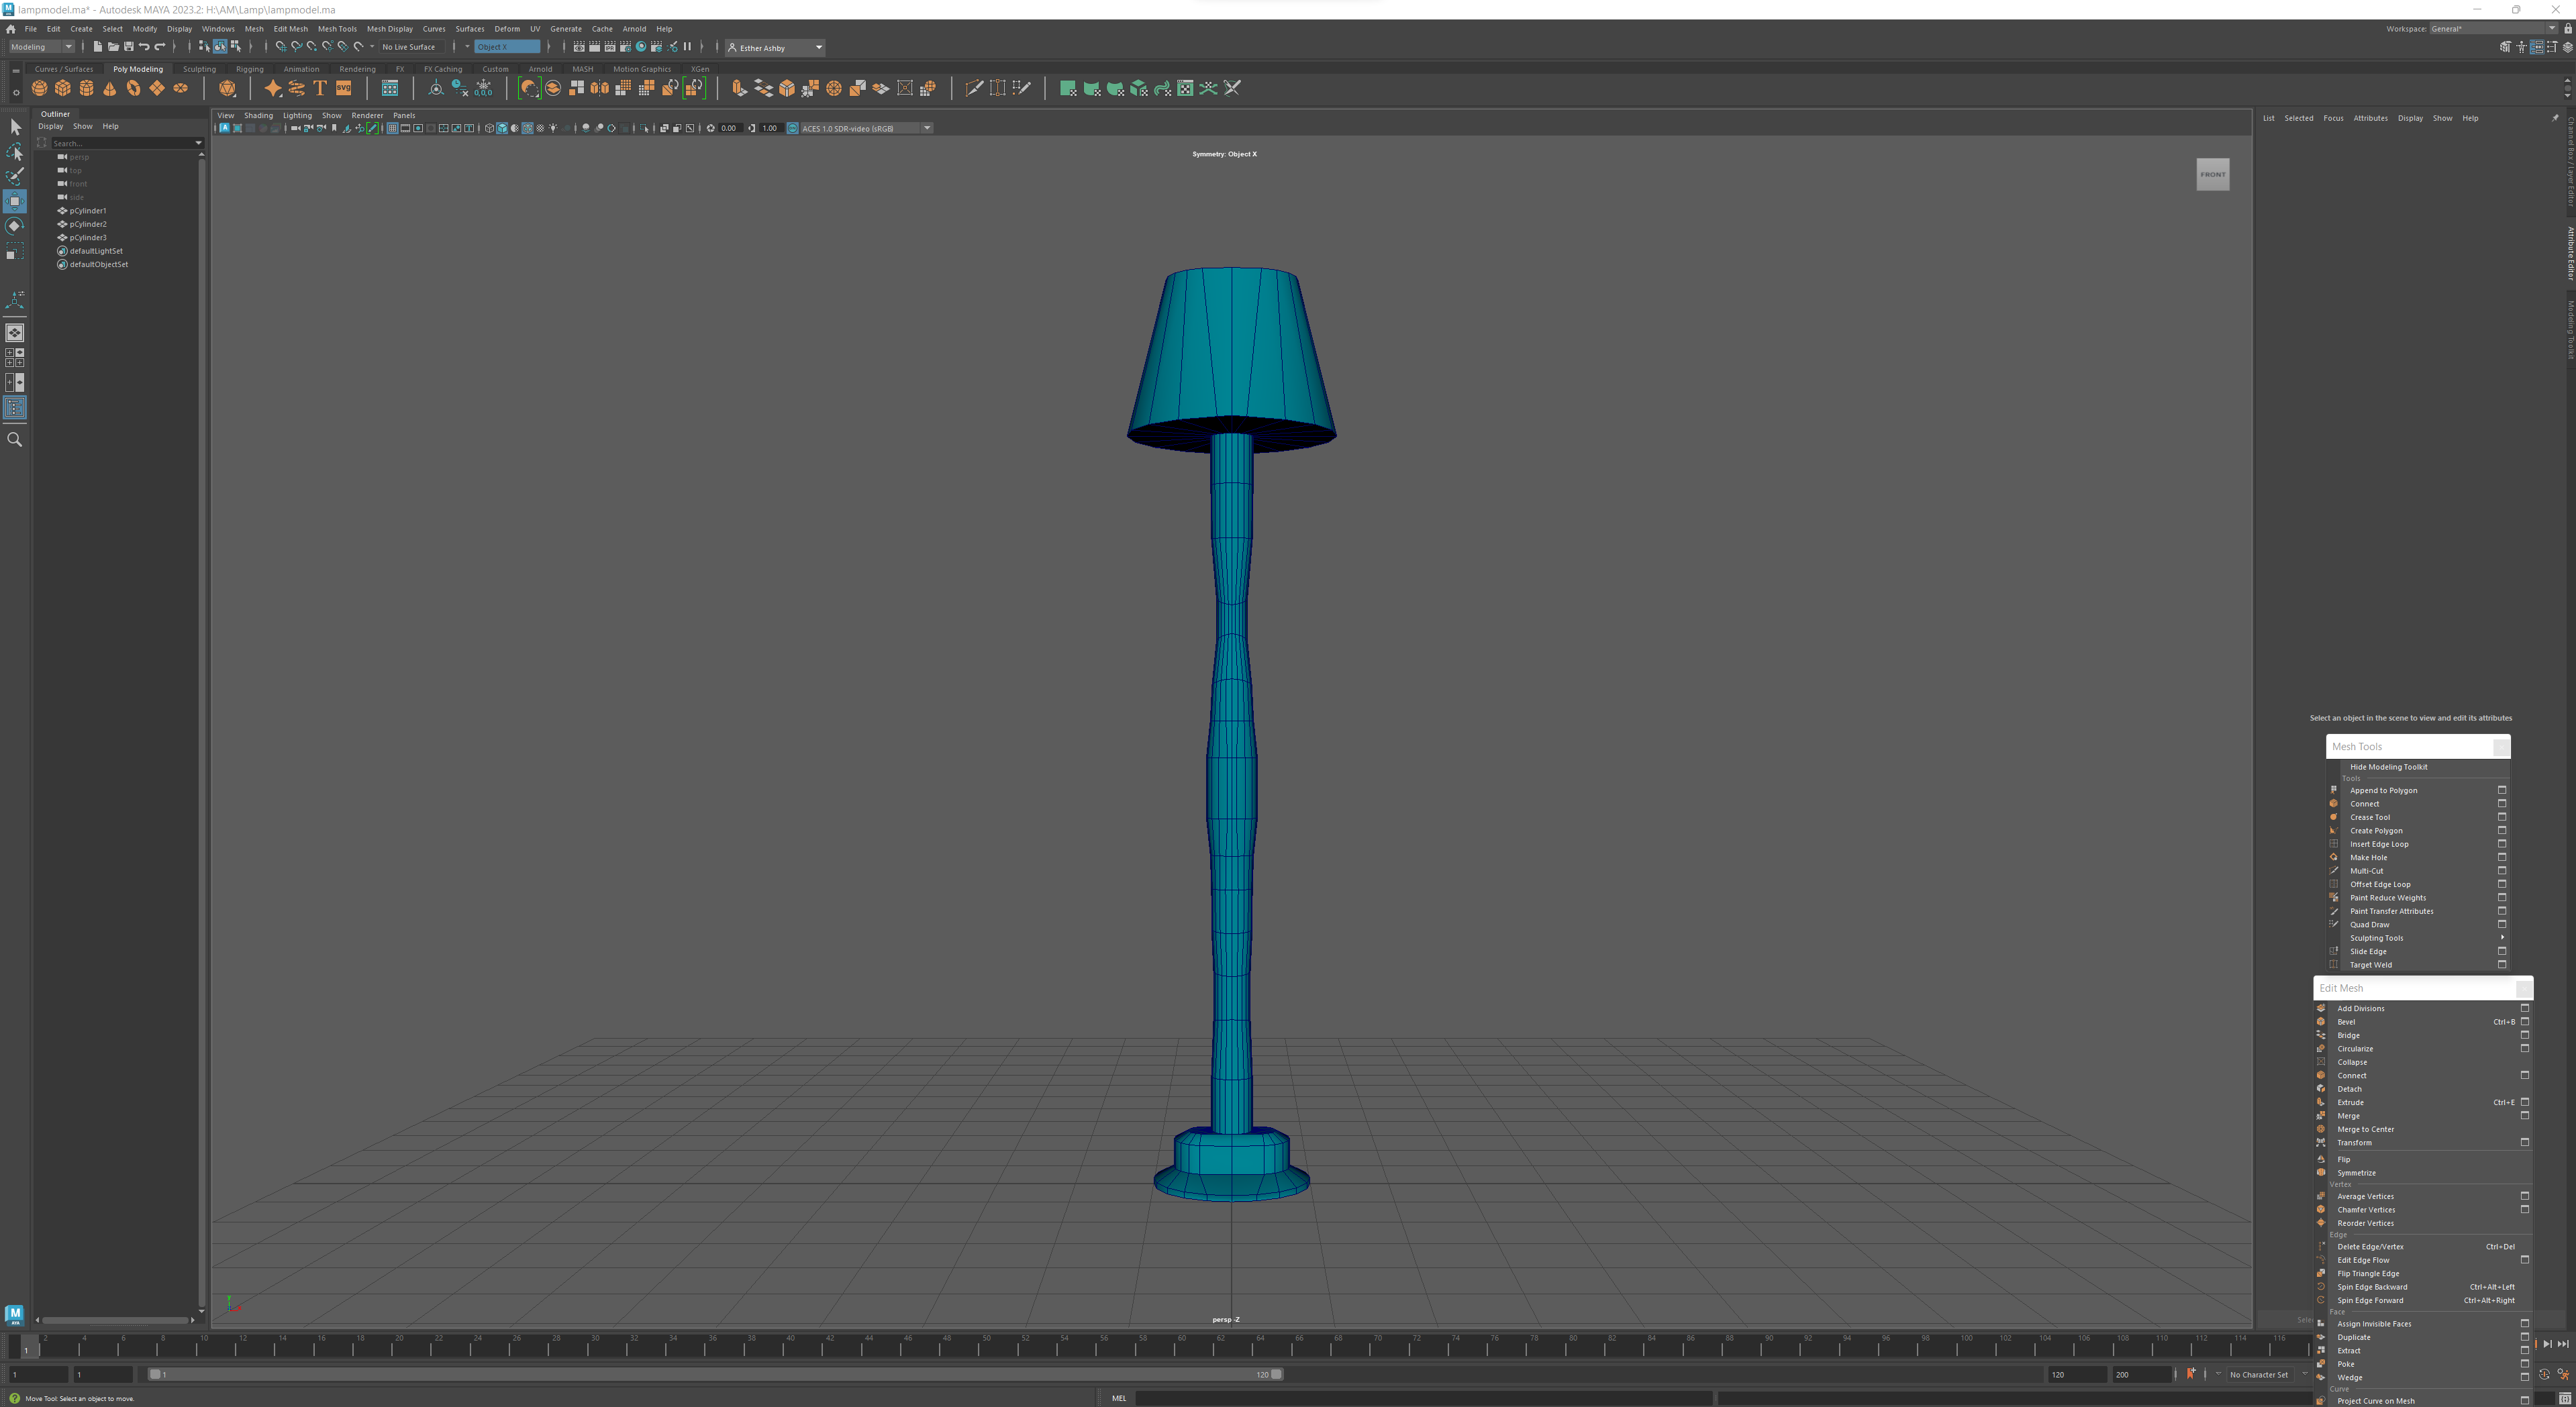 lampmodel.ma* - Autodesk MAYA 2023.2: H:\AM\Lamp\lampmodel.ma
File Edit Create Select Modify Display Windows Mesh Edit Mesh Mesh Tools Mesh Display Curves Surfaces Deform UV Generate Cache Arnold Help
Workspace: General*
Modeling
No Live Surface
Object X
Esther Ashby
Curves / Surfaces Poly Modeling Sculpting Rigging Animation Rendering FX FX Caching Custom Arnold MASH Motion Graphics XGen
SVG
0,0,0
Outliner
Display Show Help
Search...
persp
top
front
side
pCylinder1
pCylinder2
pCylinder3
defaultLightSet
defaultObjectSet
View Shading Lighting Show Renderer Panels
0.00
1.00
ACES 1.0 SDR-video (sRGB)
Symmetry: Object X
FRONT
persp -Z
List Selected Focus Attributes Display Show Help
Channel Box / Layer Editor
Attribute Editor
Modeling Toolkit
Select an object in the scene to view and edit its attributes
Mesh Tools
Hide Modeling Toolkit
Tools
Append to Polygon
Connect
Crease Tool
Create Polygon
Insert Edge Loop
Make Hole
Multi-Cut
Offset Edge Loop
Paint Reduce Weights
Paint Transfer Attributes
Quad Draw
Sculpting Tools
Slide Edge
Target Weld
Edit Mesh
Add Divisions
Bevel Ctrl+B
Bridge
Circularize
Collapse
Connect
Detach
Extrude Ctrl+E
Merge
Merge to Center
Transform
Flip
Symmetrize
Vertex
Average Vertices
Chamfer Vertices
Reorder Vertices
Edge
Delete Edge/Vertex Ctrl+Del
Edit Edge Flow
Flip Triangle Edge
Spin Edge Backward Ctrl+Alt+Left
Spin Edge Forward Ctrl+Alt+Right
Face
Assign Invisible Faces
Duplicate
Extract
Poke
Wedge
Curve
Project Curve on Mesh
2 4 6 8 10 12 14 16 18 20 22 24 26 28 30 32 34 36 38 40 42 44 46 48 50 52 54 56 58 60 62 64 66 68 70 72 74 76 78 80 82 84 86 88 90 92 94 96 98 100 102 104 106 108 110 112 114 116
1
1 1 1 120 120 200
No Character Set
Move Tool: Select an object to move.
MEL